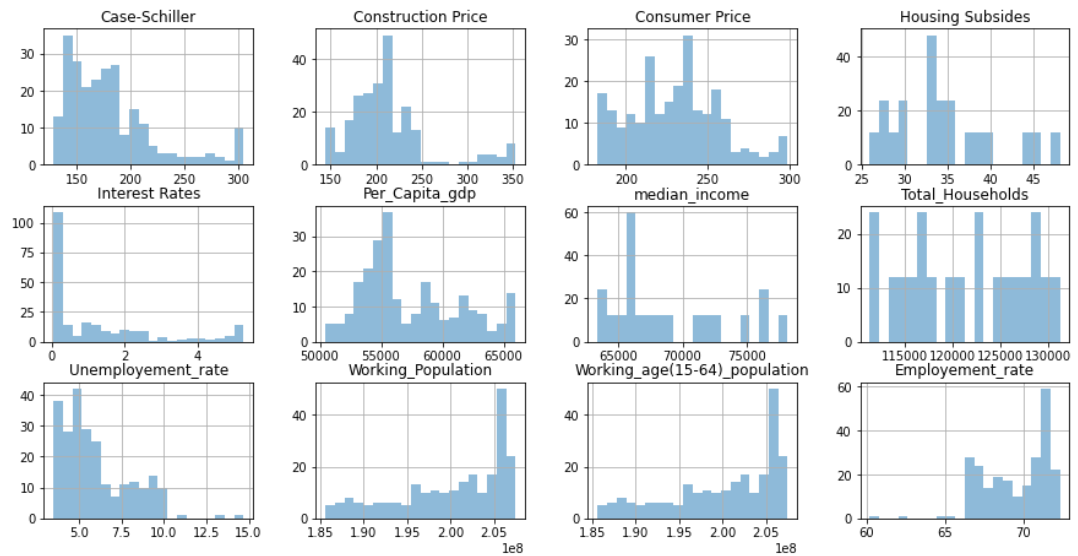 Case-Schiller Construction Price Consumer Price Housing Subsides
30 20 10 0 40 20 0 30 20 10 0 40 20 0
150 200 250 300 150 200 250 300 350 200 250 300 25 30 35 40 45
Interest Rates Per_Capita_gdp median_income Total_Households
100 75 50 25 0 30 20 10 0 60 40 20 0 20 10 0
0 2 4 50000 55000 60000 65000 65000 70000 75000 115000 120000 125000 130000
Unemployement_rate Working_Population Working_age(15-64)_population Employement_rate
40 30 20 10 0 40 20 0 40 20 0 60 40 20 0
5.0 7.5 10.0 12.5 15.0 1.85 1.90 1.95 2.00 2.05 1.85 1.90 1.95 2.00 2.05 60 65 70
1e8 1e8